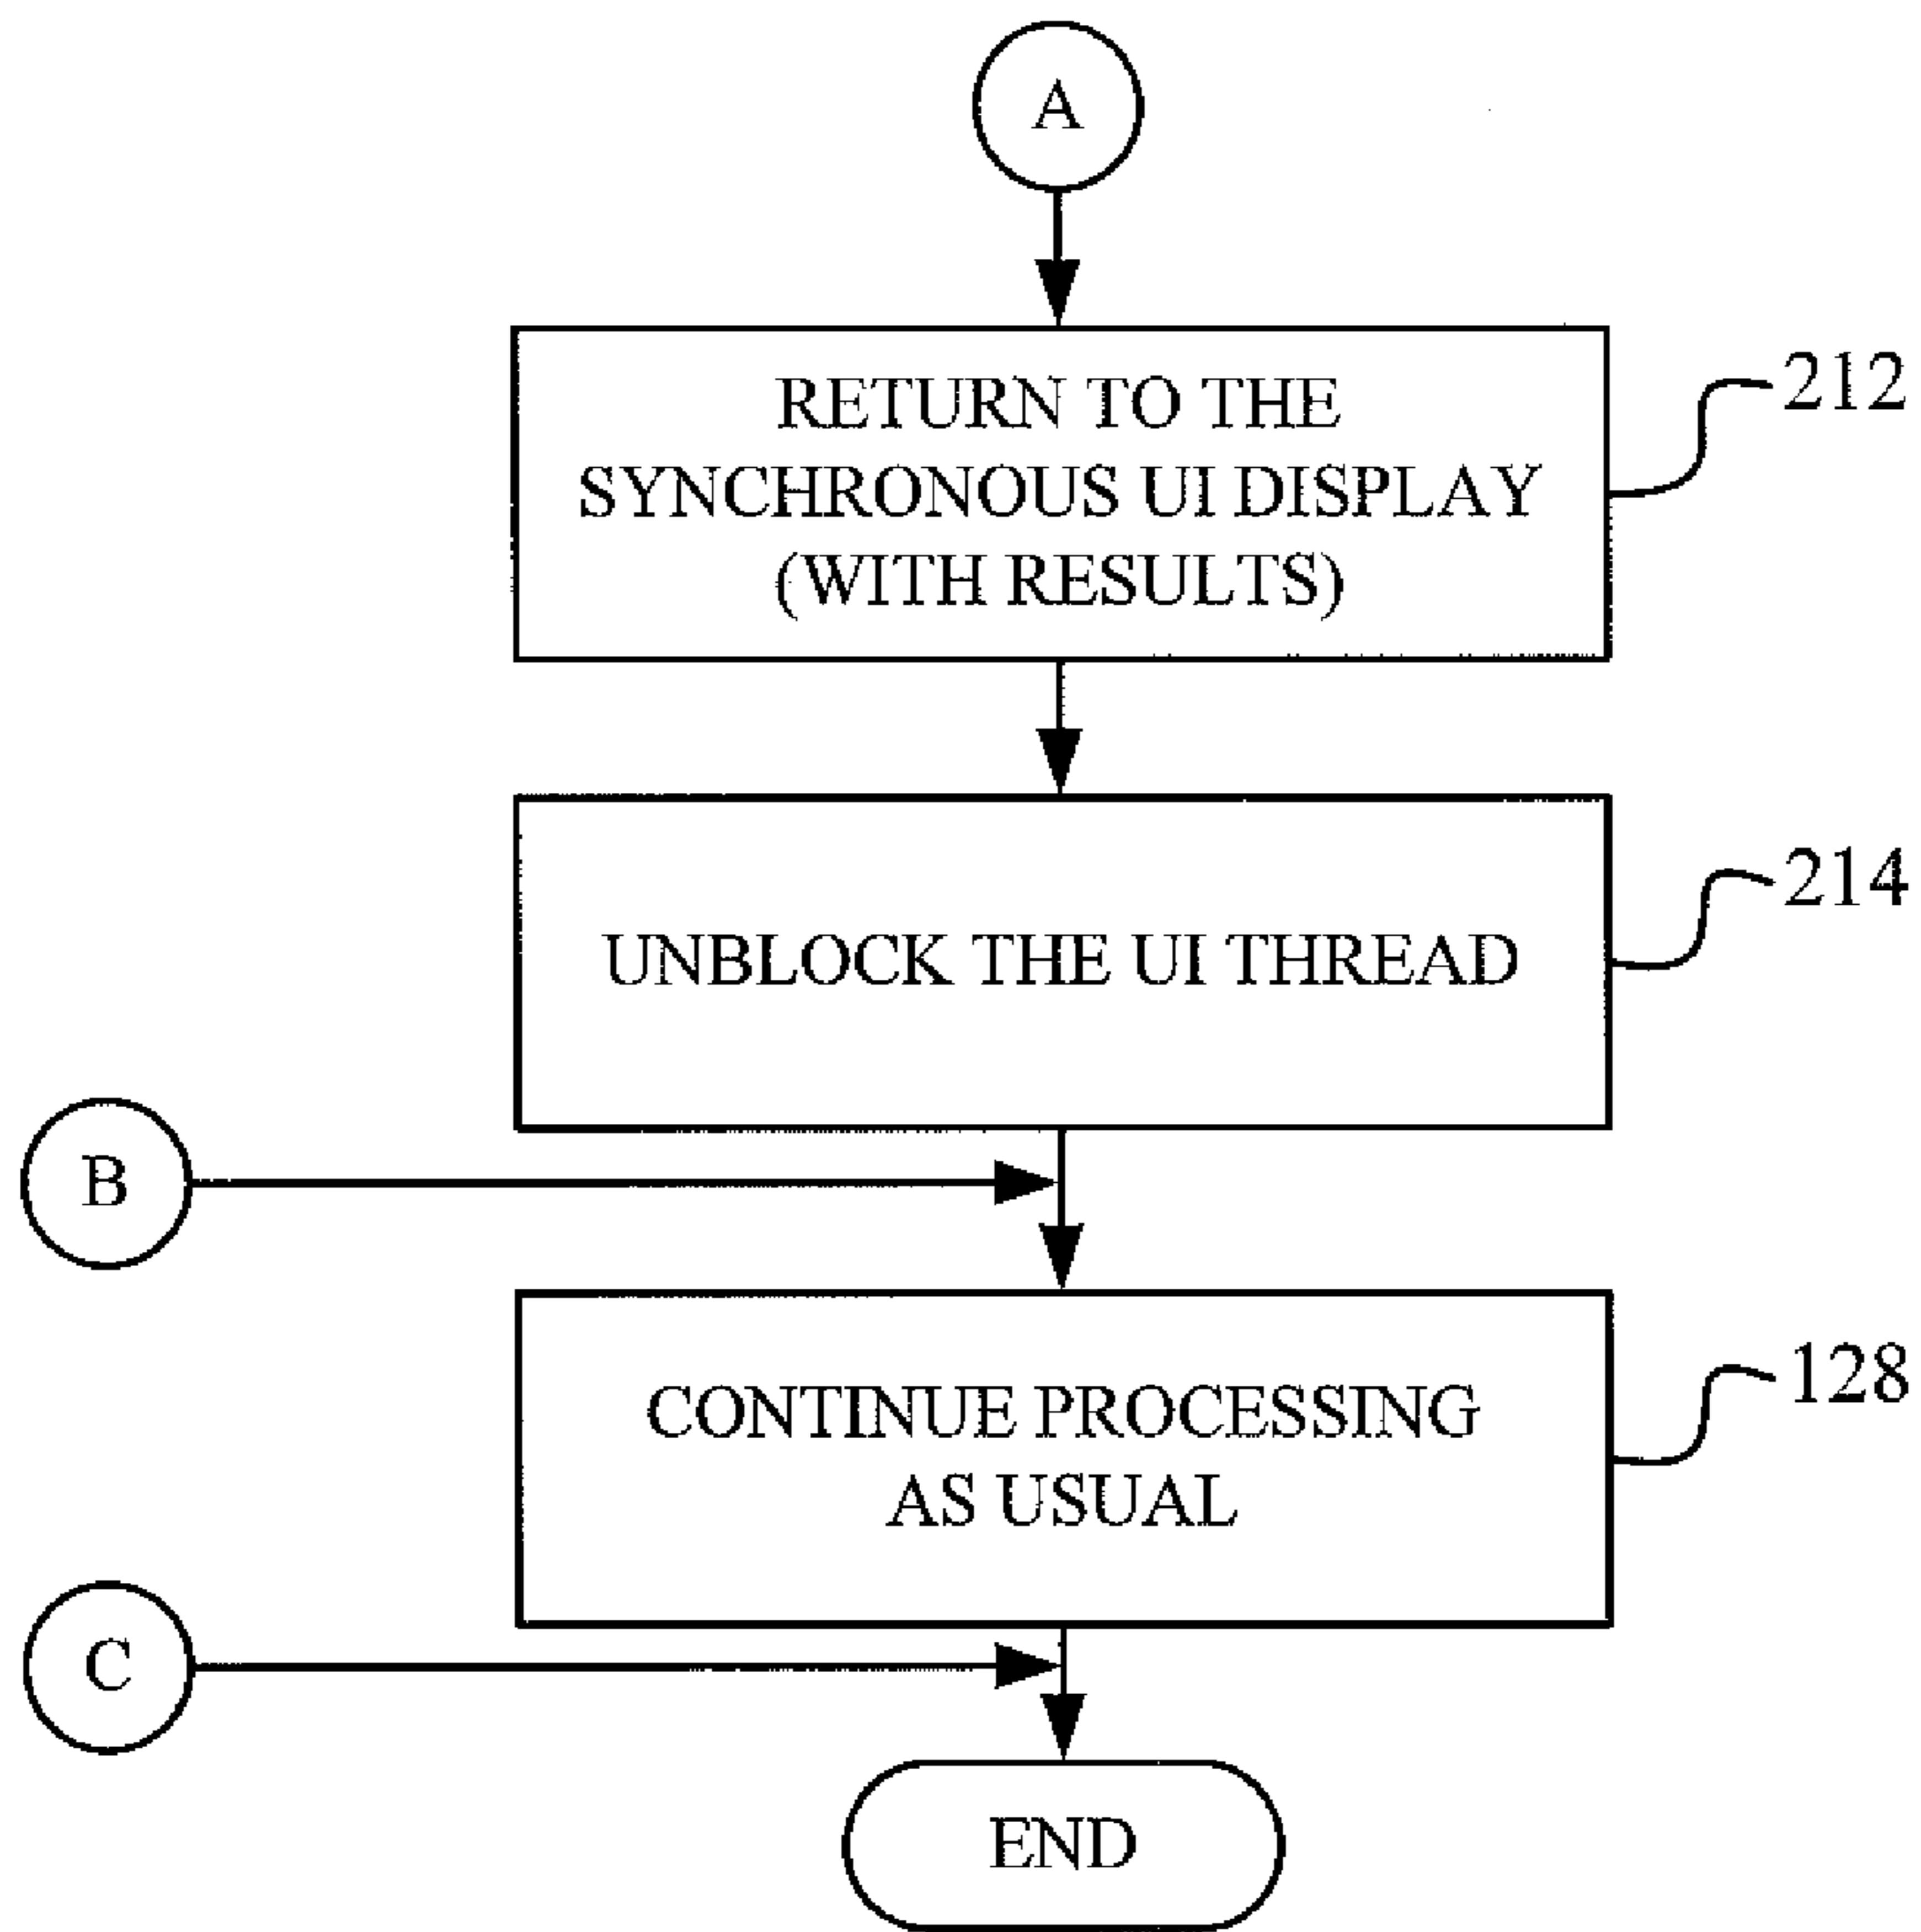 A
RETURN TO THE
SYNCHRONOUS UI DISPLAY
(WITH RESULTS)
212
UNBLOCK THE UI THREAD
214
B
CONTINUE PROCESSING
AS USUAL
128
C
END